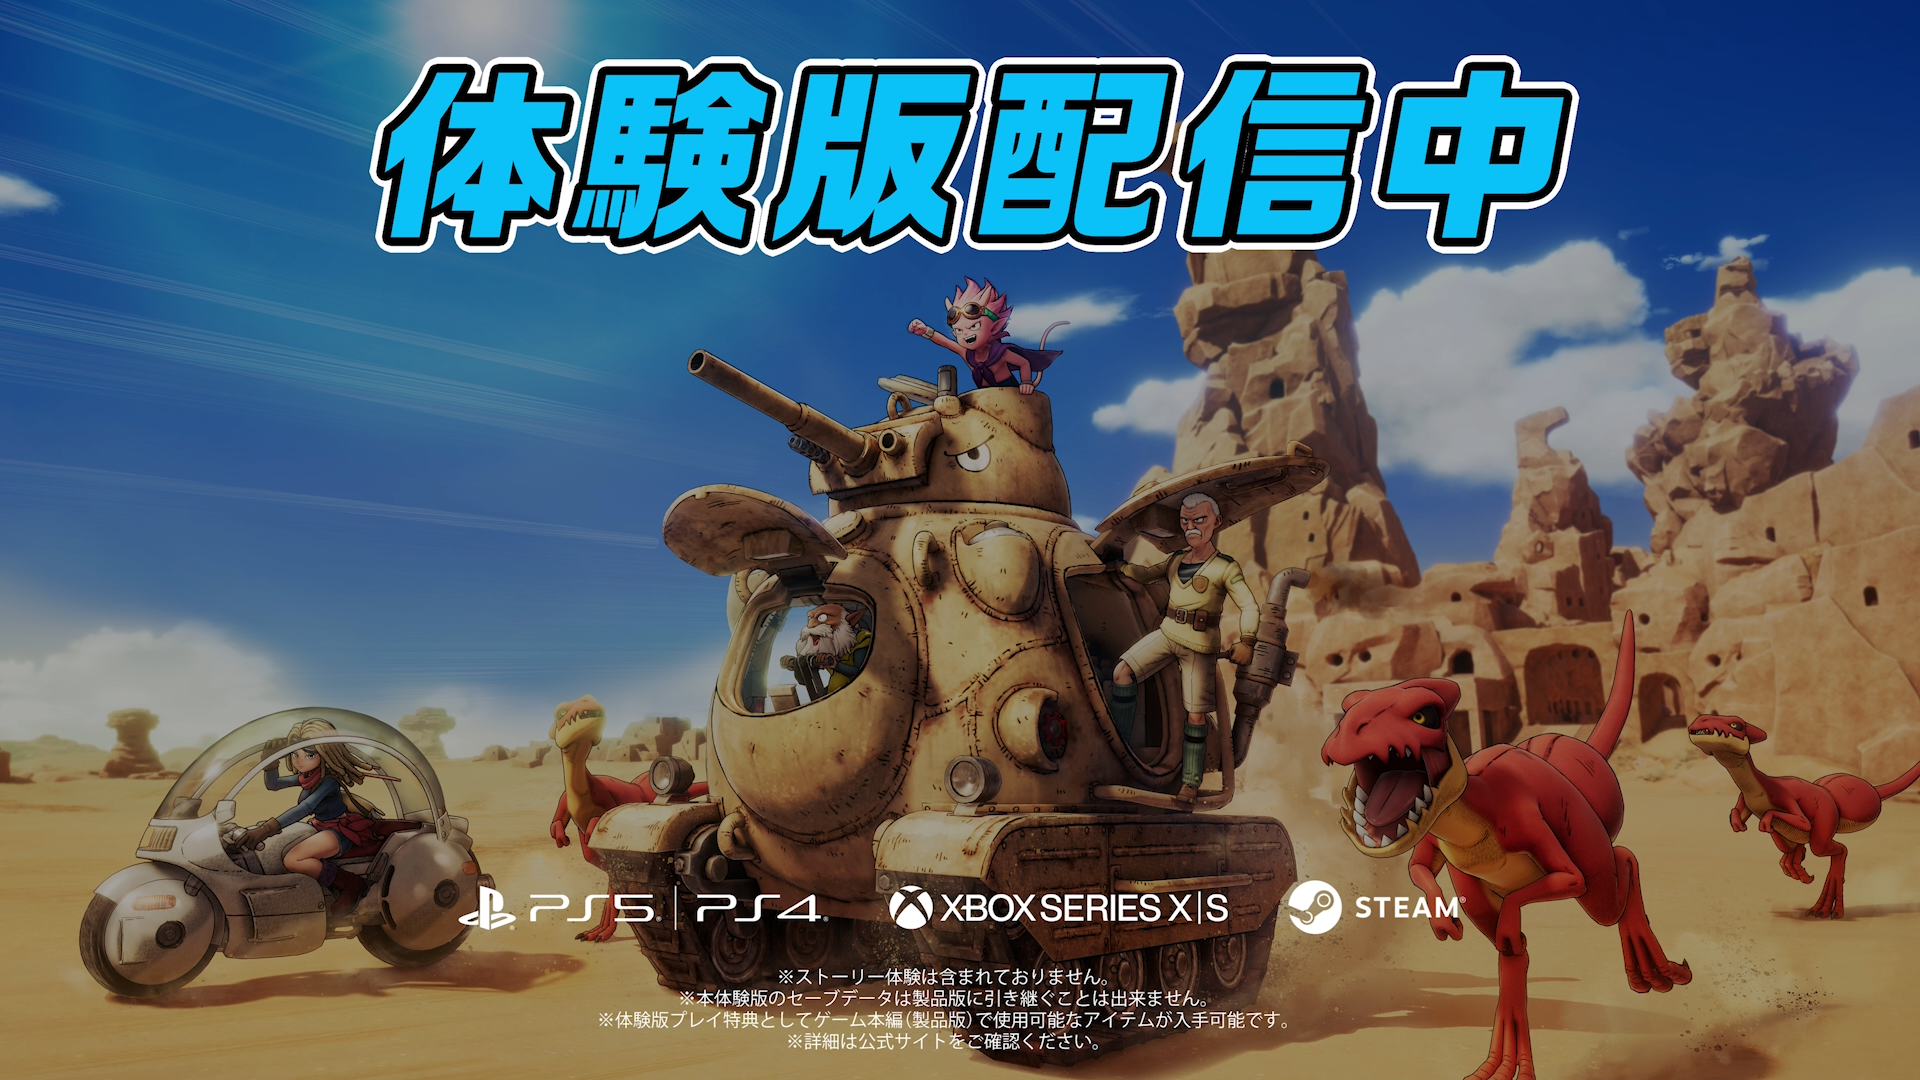 体験版配信中
PS5 | PS4 XBOX SERIES X|S STEAM
※ストーリー体験は含まれておりません。
※本体験版のセーブデータは製品版に引き継ぐことは出来ません。
※体験版プレイ特典としてゲーム本編(製品版)で使用可能なアイテムが入手可能です。
※詳細は公式サイトをご確認ください。